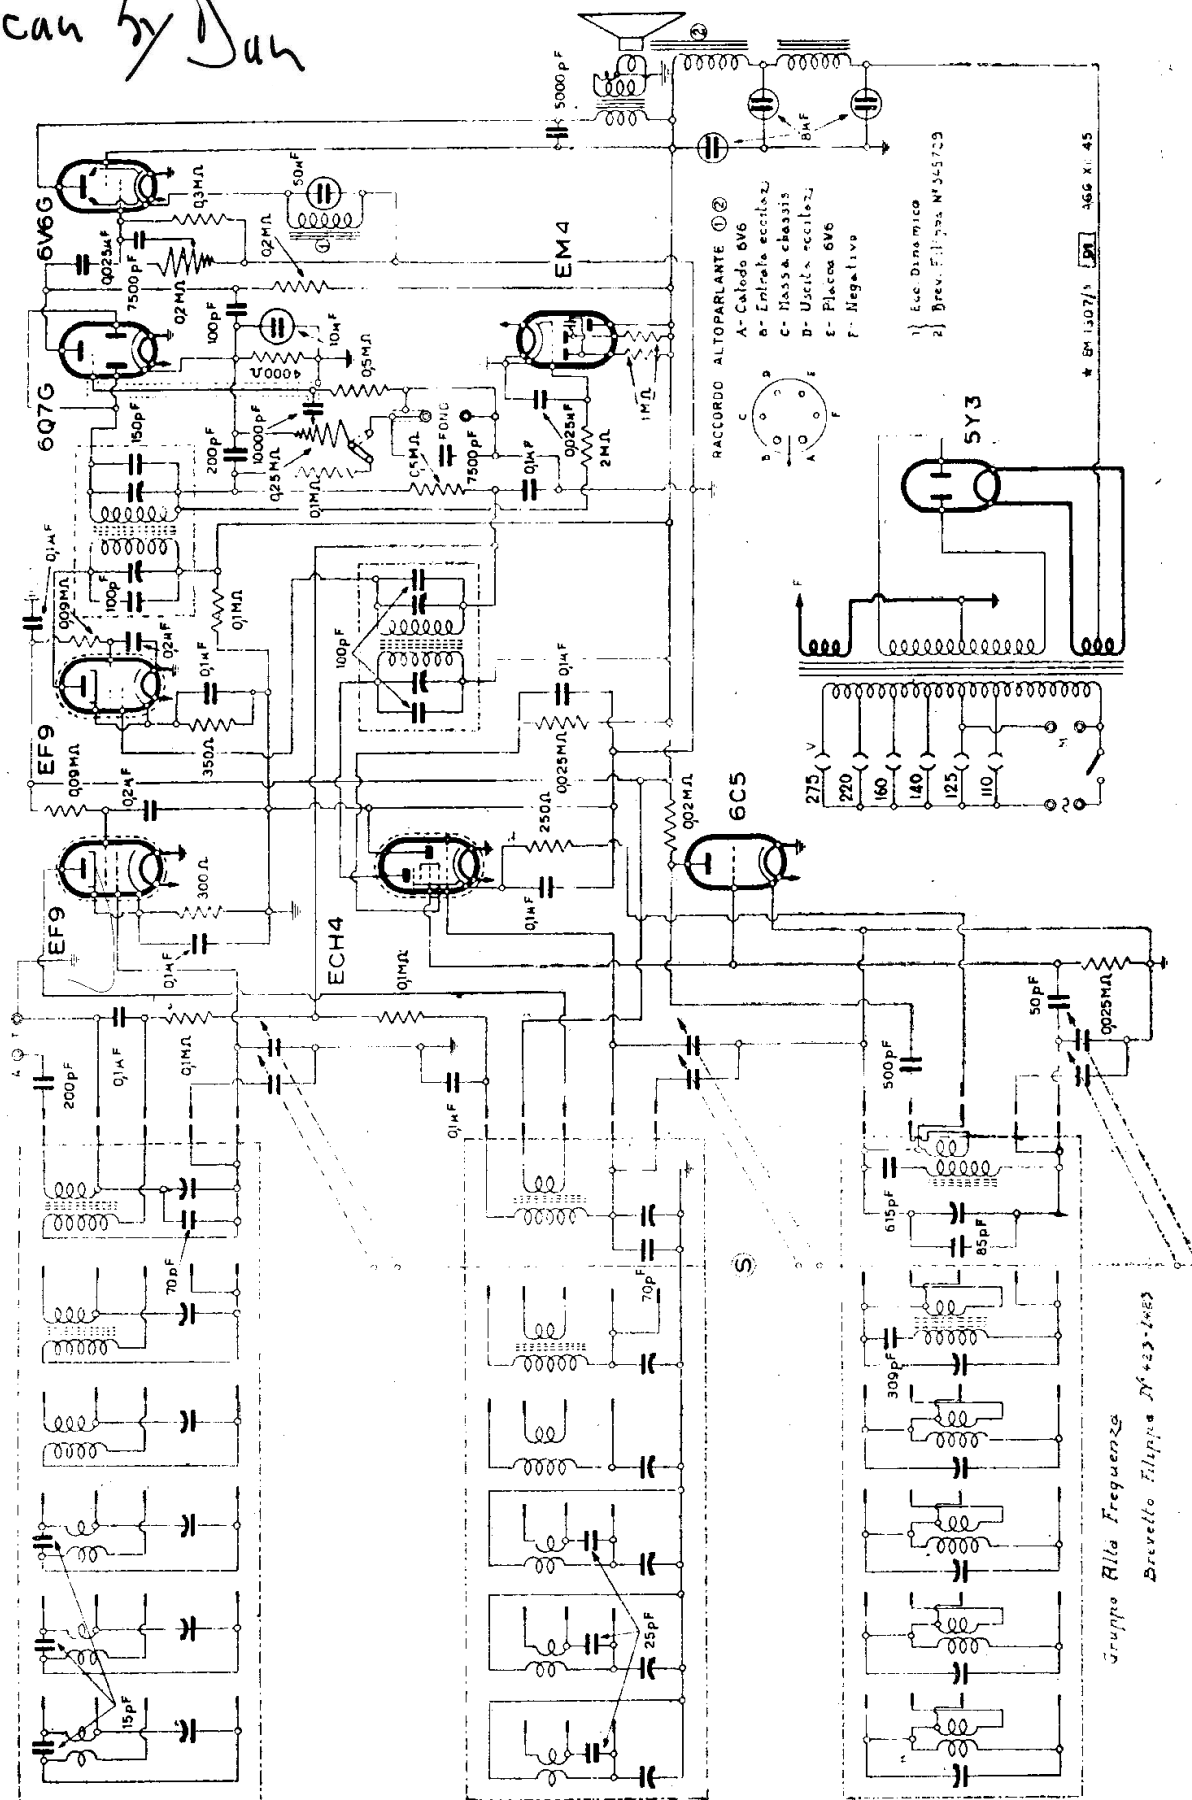 can by Dan
6V6G
0,025µF
7500pF
0,2MΩ
0,3MΩ
50µF
①
0,2MΩ
5000pF
②
8µF
6Q7G
150pF
100pF
10µF
4000Ω
200pF
10000pF
0,25MΩ
0,1MΩ
0,5MΩ
0,5MΩ
FONO
7500pF
0,1µF
EM4
0,025µF
2MΩ
1MΩ
RACCORDO ALTOPARLANTE ① ②
A- Catodo 6V6
B- Entrata eccitaz.
C- Massa chassis
D- Uscita eccitaz.
E- Placca 6V6
F- Negativo
A
B
C
D
E
F
1) Ecc. Dinamico
2) Brev. Filippa
0,1µF
0,09MΩ
100pF
EF9
0,2µF
0,1µF
350Ω
0,1MΩ
100pF
0,09MΩ
0,2µF
EF9
300Ω
0,1µF
0,1µF
0,025MΩ
250Ω
0,1µF
ECH4
0,1MΩ
0,02MΩ
6C5
5Y3
F
V
275
220
160
140
125
110
M
A
T
200pF
0,1µF
0,1MΩ
0,1µF
500pF
50pF
0,025MΩ
70pF
15pF
70pF
25pF
S
615pF
85pF
309pF
Gruppo Alta Frequenza
Brevetto Filippa